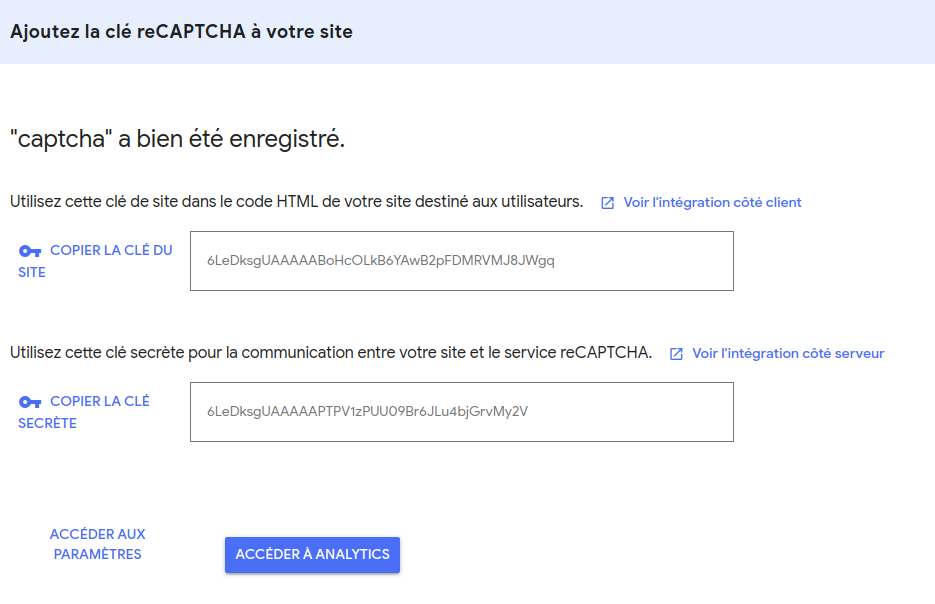 Ajoutez la clé reCAPTCHA à votre site
"captcha" a bien été enregistré.
Utilisez cette clé de site dans le code HTML de votre site destiné aux utilisateurs. Voir l'intégration côté client
COPIER LA CLÉ DU
SITE
6LeDksgUAAAAABoHcOLkB6YAwB2pFDMRVMJ8JWgq
Utilisez cette clé secrète pour la communication entre votre site et le service reCAPTCHA. Voir l'intégration côté serveur
COPIER LA CLÉ
SECRÈTE
6LeDksgUAAAAAPTPV1zPUU09Br6JLu4bjGrvMy2V
ACCÉDER AUX
PARAMÈTRES
ACCÉDER À ANALYTICS